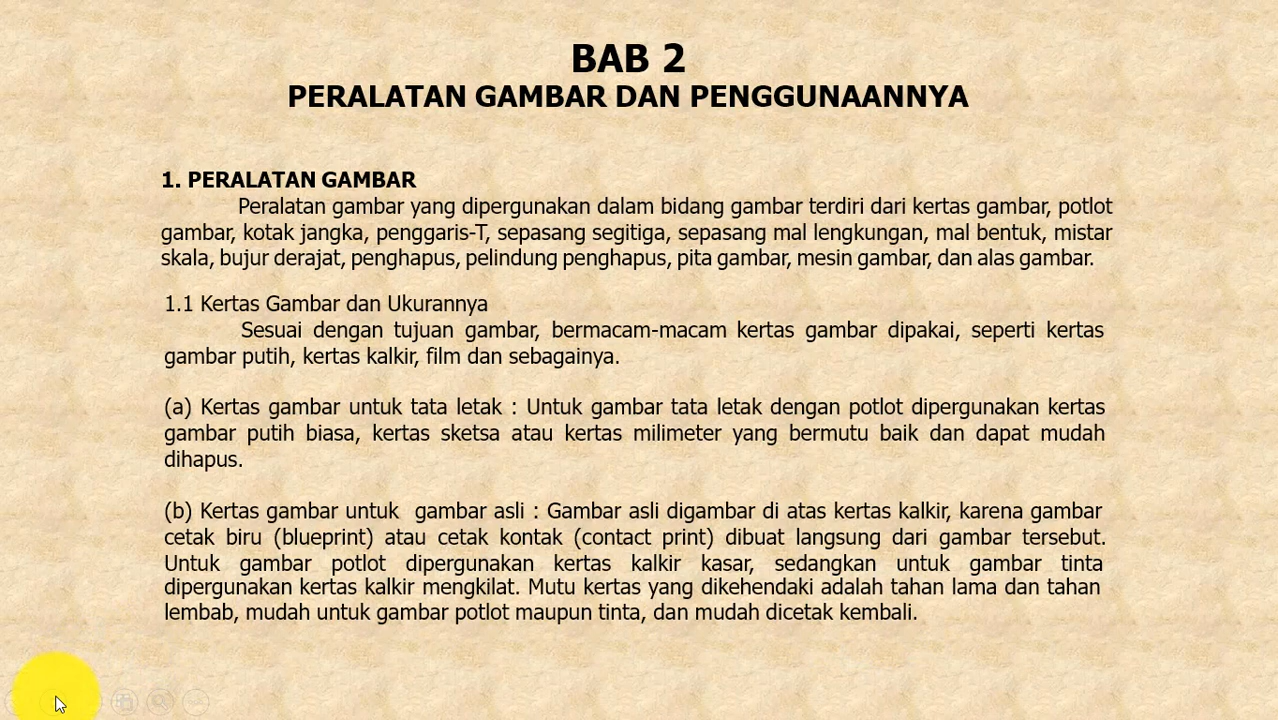 BAB 2
PERALATAN GAMBAR DAN PENGGUNAANNYA
1. PERALATAN GAMBAR
Peralatan gambar yang dipergunakan dalam bidang gambar terdiri dari kertas gambar, potlot
gambar, kotak jangka, penggaris-T, sepasang segitiga, sepasang mal lengkungan, mal bentuk, mistar
skala, bujur derajat, penghapus, pelindung penghapus, pita gambar, mesin gambar, dan alas gambar.
1.1 Kertas Gambar dan Ukurannya
Sesuai dengan tujuan gambar, bermacam-macam kertas gambar dipakai, seperti kertas
gambar putih, kertas kalkir, film dan sebagainya.
(a) Kertas gambar untuk tata letak : Untuk gambar tata letak dengan potlot dipergunakan kertas
gambar putih biasa, kertas sketsa atau kertas milimeter yang bermutu baik dan dapat mudah
dihapus.
(b) Kertas gambar untuk gambar asli : Gambar asli digambar di atas kertas kalkir, karena gambar
cetak biru (blueprint) atau cetak kontak (contact print) dibuat langsung dari gambar tersebut.
Untuk gambar potlot dipergunakan kertas kalkir kasar, sedangkan untuk gambar tinta
dipergunakan kertas kalkir mengkilat. Mutu kertas yang dikehendaki adalah tahan lama dan tahan
lembab, mudah untuk gambar potlot maupun tinta, dan mudah dicetak kembali.